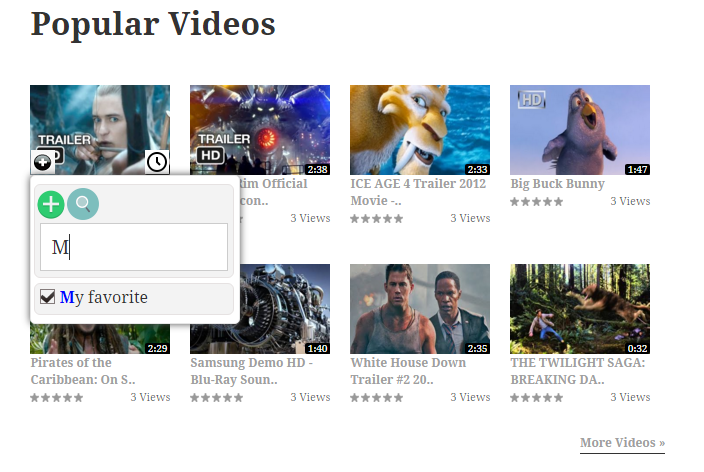 Popular Videos
TRAILER
HD
TRAILER
HD
2:38
2:33
HD
1:47
im Official
con..
3 Views
ICE AGE 4 Trailer 2012
Movie -..
3 Views
Big Buck Bunny
3 Views
M
My favorite
2:29
1:40
2:35
0:32
Pirates of the
Caribbean: On S..
3 Views
Samsung Demo HD -
Blu-Ray Soun..
3 Views
White House Down
Trailer #2 20..
3 Views
THE TWILIGHT SAGA:
BREAKING DA..
3 Views
More Videos »